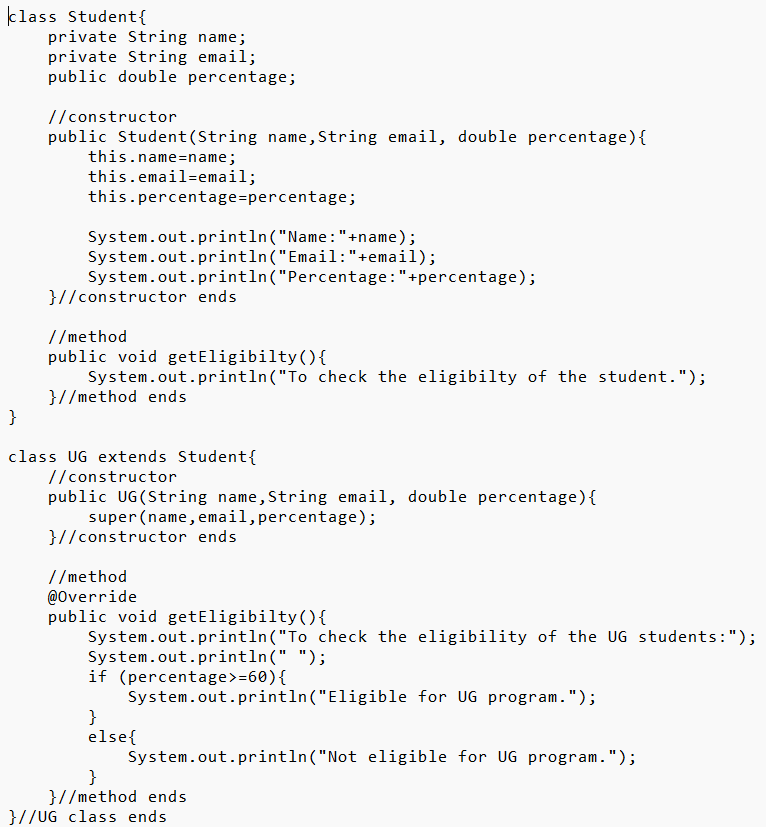 class Student{
    private String name;
    private String email;
    public double percentage;

    //constructor
    public Student(String name,String email, double percentage){
        this.name=name;
        this.email=email;
        this.percentage=percentage;

        System.out.println("Name:"+name);
        System.out.println("Email:"+email);
        System.out.println("Percentage:"+percentage);
    }//constructor ends

    //method
    public void getEligibilty(){
        System.out.println("To check the eligibilty of the student.");
    }//method ends
}

class UG extends Student{
    //constructor
    public UG(String name,String email, double percentage){
        super(name,email,percentage);
    }//constructor ends

    //method
    @Override
    public void getEligibilty(){
        System.out.println("To check the eligibility of the UG students:");
        System.out.println(" ");
        if (percentage>=60){
            System.out.println("Eligible for UG program.");
        }
        else{
            System.out.println("Not eligible for UG program.");
        }
    }//method ends
}//UG class ends